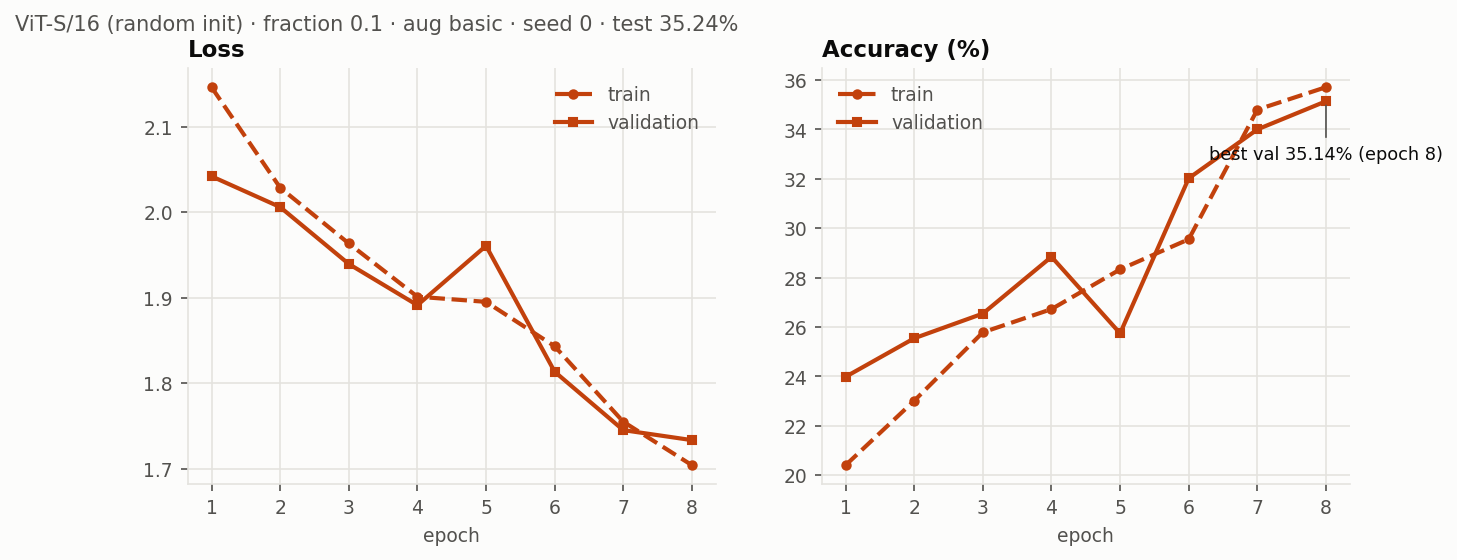 ViT-S/16 (random init) · fraction 0.1 · aug basic · seed 0 · test 35.24%
Loss
train
validation
2.1
2.0
1.9
1.8
1.7
1 2 3 4 5 6 7 8
epoch
Accuracy (%)
train
validation
best val 35.14% (epoch 8)
36
34
32
30
28
26
24
22
20
1 2 3 4 5 6 7 8
epoch